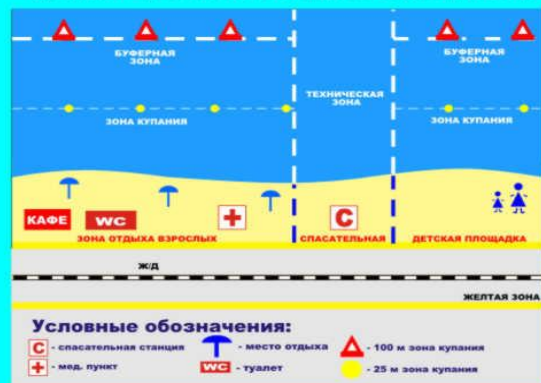 БУФЕРНАЯ
ЗОНА
БУФЕРНАЯ
ЗОНА
ТЕХНИЧЕСКАЯ
ЗОНА
ЗОНА КУПАНИЯ
ЗОНА КУПАНИЯ
КАФЕ
WC
С
ЗОНА ОТДЫХА ВЗРОСЛЫХ
СПАСАТЕЛЬНАЯ
ДЕТСКАЯ ПЛОЩАДКА
Ж/Д
ЖЕЛТАЯ ЗОНА
Условные обозначения:
С - спасательная станция
- место отдыха
- 100 м зона купания
- мед. пункт
WC - туалет
- 25 м зона купания